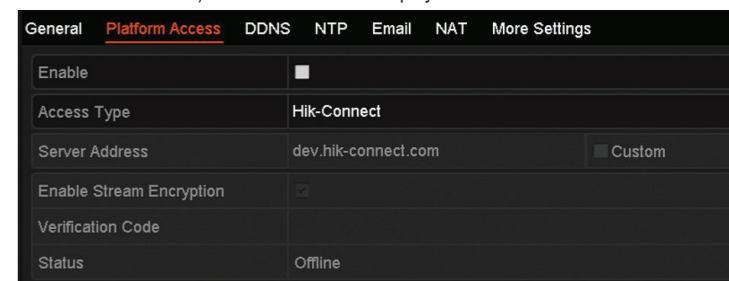 General Platform Access DDNS NTP Email NAT More Settings
Enable
Access Type Hik-Connect
Server Address dev.hik-connect.com Custom
Enable Stream Encryption
Verification Code
Status Offline